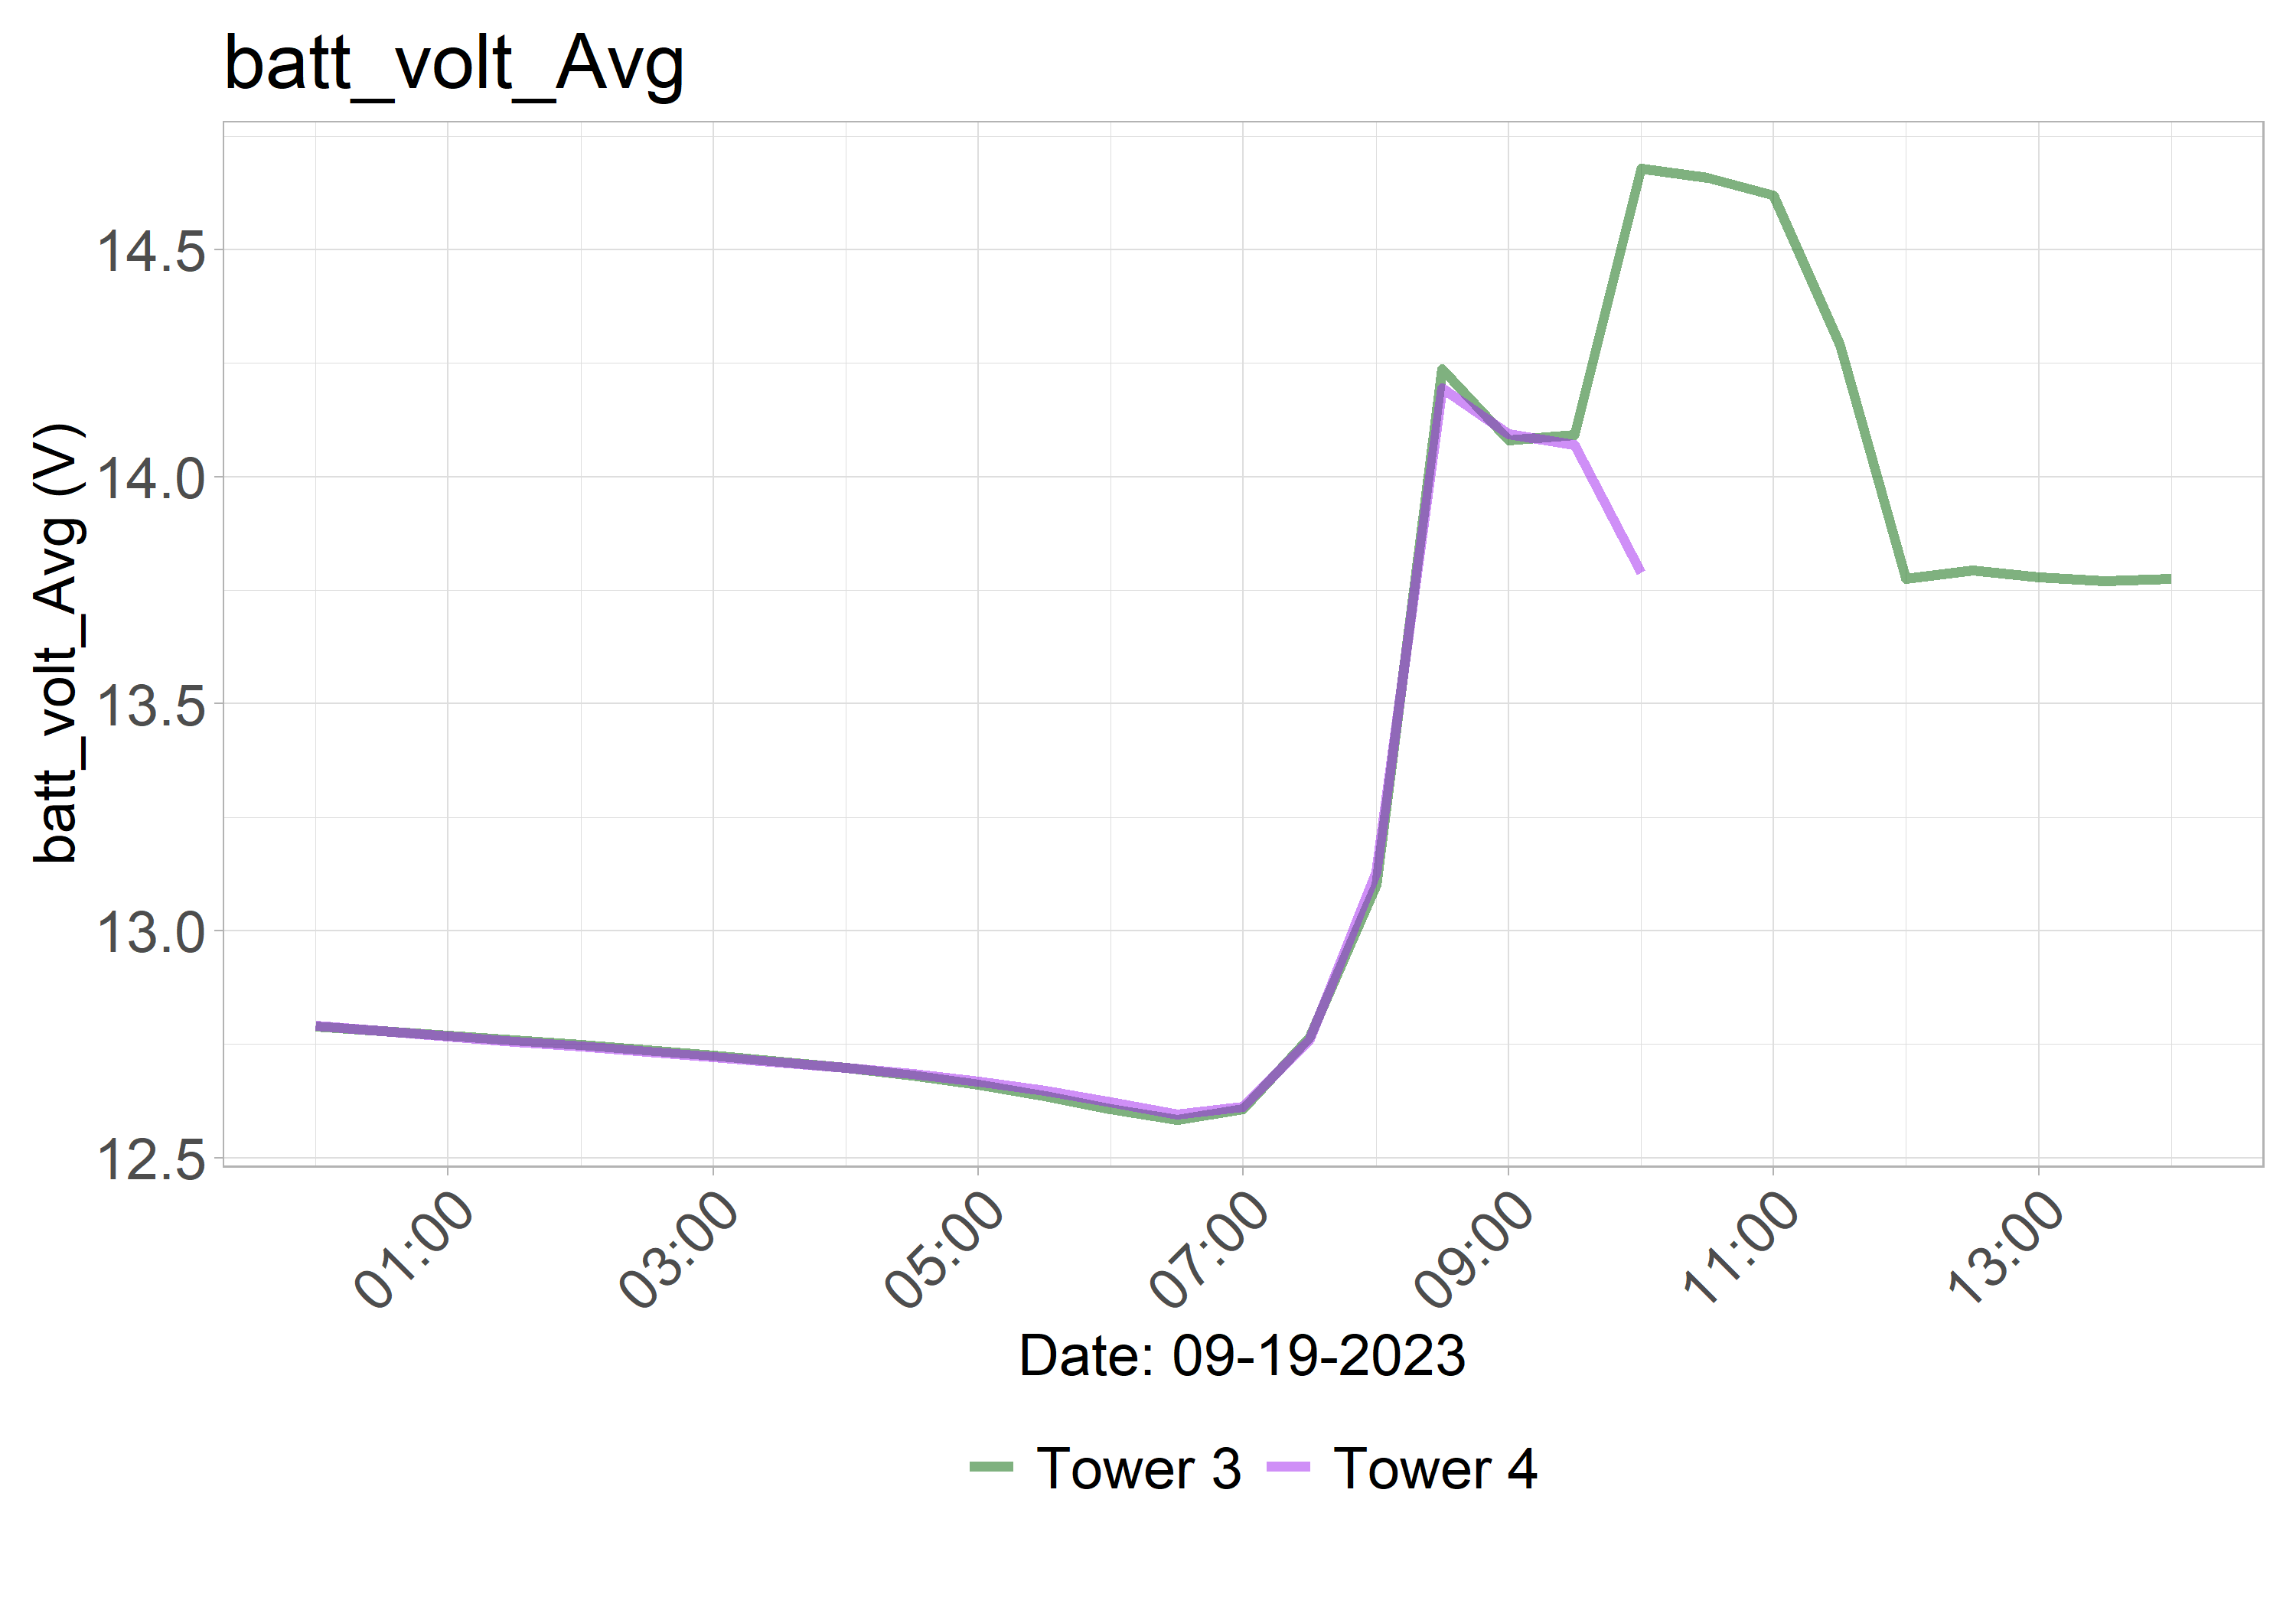 batt_volt_Avg
batt_volt_Avg (V)
14.5
14.0
13.5
13.0
12.5
01:00 03:00 05:00 07:00 09:00 11:00 13:00
Date: 09-19-2023
Tower 3 Tower 4